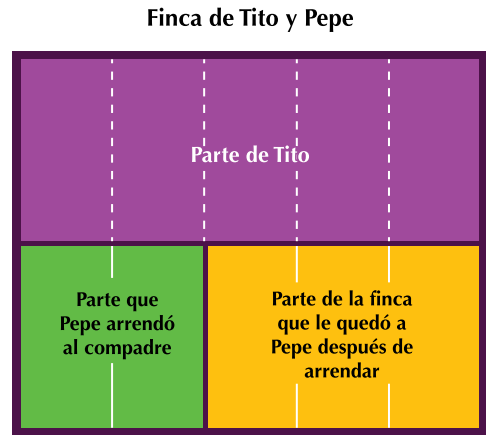 Finca de Tito y Pepe
Parte de Tito
Parte que
Pepe arrendó
al compadre
Parte de la finca
que le quedó a
Pepe después de
arrendar